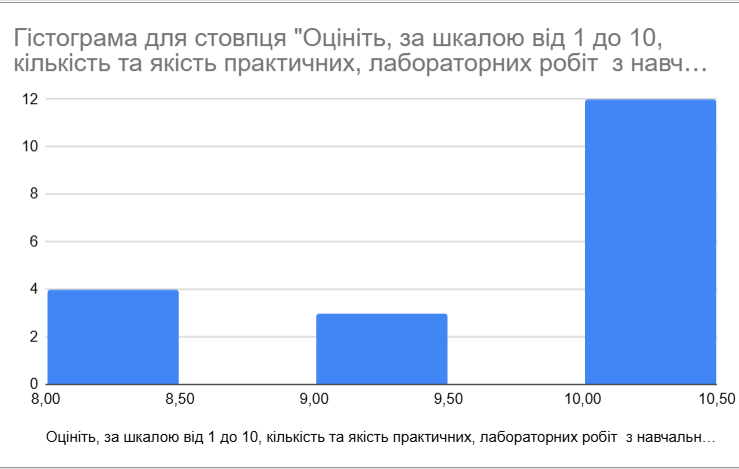 Гістограма для стовпця "Оцініть, за шкалою від 1 до 10,
кількість та якість практичних, лабораторних робіт  з навч…
12
10
8
6
4
2
0
8,00 8,50 9,00 9,50 10,00 10,50
Оцініть, за шкалою від 1 до 10, кількість та якість практичних, лабораторних робіт  з навчальн…